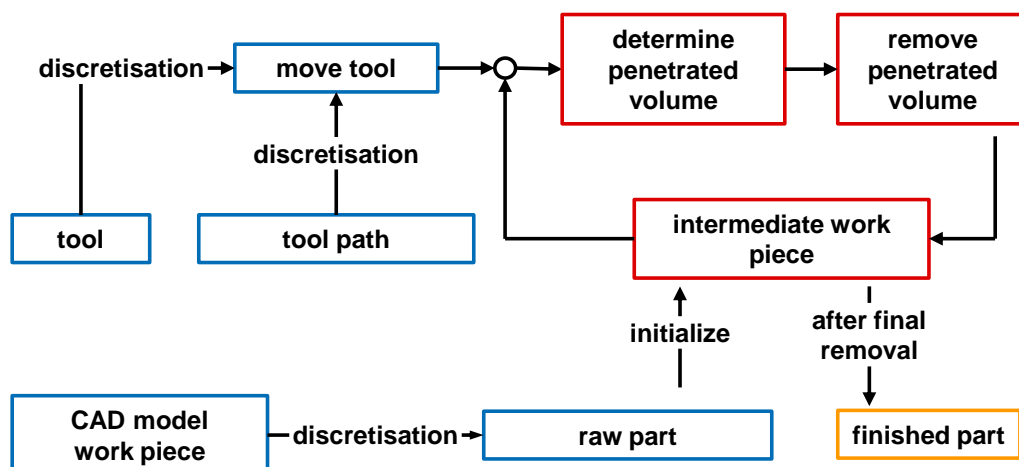 discretisation
move tool
determine
penetrated
volume
remove
penetrated
volume
discretisation
tool
tool path
intermediate work
piece
initialize
after final
removal
CAD model
work piece
discretisation
raw part
finished part